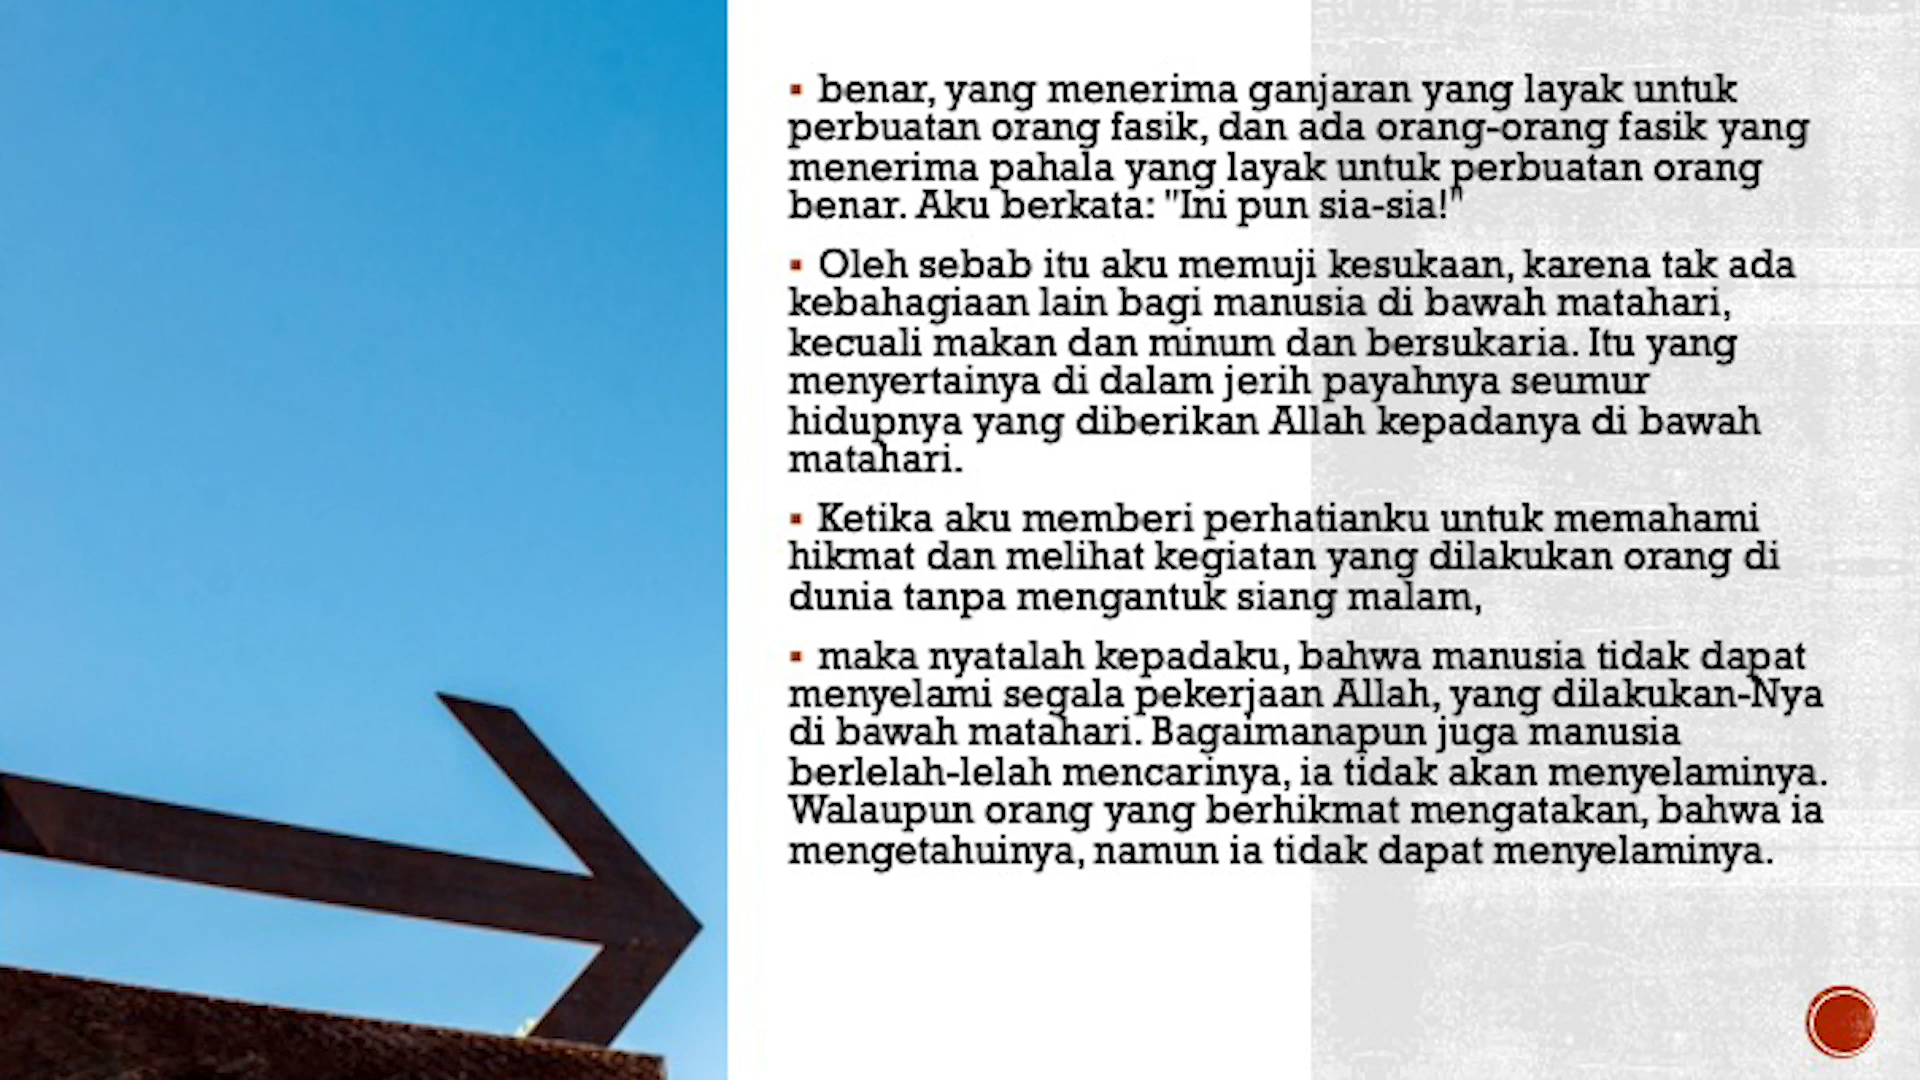 ▪ benar, yang menerima ganjaran yang layak untuk
perbuatan orang fasik, dan ada orang-orang fasik yang
menerima pahala yang layak untuk perbuatan orang
benar. Aku berkata: "Ini pun sia-sia!"
▪ Oleh sebab itu aku memuji kesukaan, karena tak ada
kebahagiaan lain bagi manusia di bawah matahari,
kecuali makan dan minum dan bersukaria. Itu yang
menyertainya di dalam jerih payahnya seumur
hidupnya yang diberikan Allah kepadanya di bawah
matahari.
▪ Ketika aku memberi perhatianku untuk memahami
hikmat dan melihat kegiatan yang dilakukan orang di
dunia tanpa mengantuk siang malam,
▪ maka nyatalah kepadaku, bahwa manusia tidak dapat
menyelami segala pekerjaan Allah, yang dilakukan-Nya
di bawah matahari. Bagaimanapun juga manusia
berlelah-lelah mencarinya, ia tidak akan menyelaminya.
Walaupun orang yang berhikmat mengatakan, bahwa ia
mengetahuinya, namun ia tidak dapat menyelaminya.